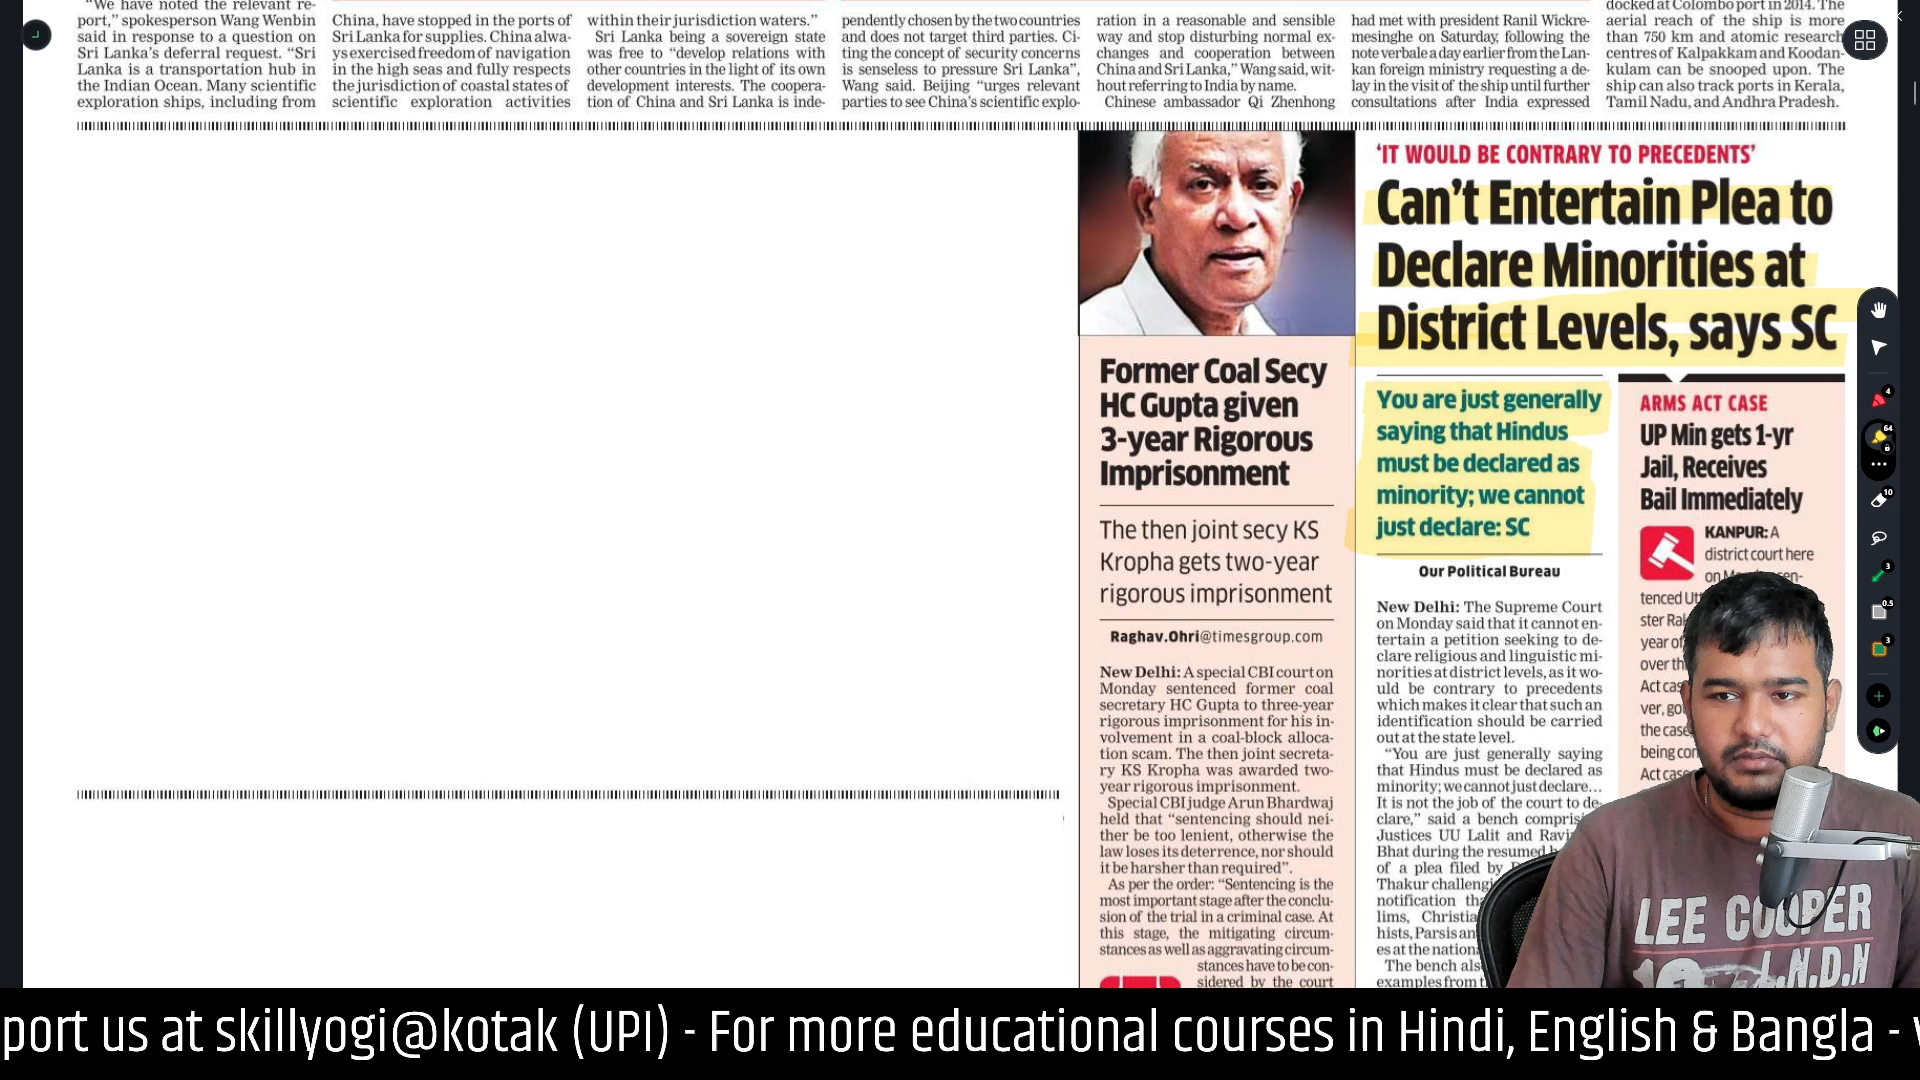 "We have noted the relevant re-
port," spokesperson Wang Wenbin
said in response to a question on
Sri Lanka's deferral request. "Sri
Lanka is a transportation hub in
the Indian Ocean. Many scientific
exploration ships, including from
China, have stopped in the ports of
Sri Lanka for supplies. China alwa-
ys exercised freedom of navigation
in the high seas and fully respects
the jurisdiction of coastal states of
scientific exploration activities
within their jurisdiction waters."
Sri Lanka being a sovereign state
was free to "develop relations with
other countries in the light of its own
development interests. The coopera-
tion of China and Sri Lanka is inde-
pendently chosen by the two countries
and does not target third parties. Ci-
ting the concept of security concerns
is senseless to pressure Sri Lanka",
Wang said. Beijing "urges relevant
parties to see China's scientific explo-
ration in a reasonable and sensible
way and stop disturbing normal ex-
changes and cooperation between
China and Sri Lanka," Wang said, wit-
hout referring to India by name.
Chinese ambassador Qi Zhenhong
had met with president Ranil Wickre-
mesinghe on Saturday, following the
note verbale a day earlier from the Lan-
kan foreign ministry requesting a de-
lay in the visit of the ship until further
consultations after India expressed
docked at Colombo port in 2014. The
aerial reach of the ship is more
than 750 km and atomic research
centres of Kalpakkam and Koodan-
kulam can be snooped upon. The
ship can also track ports in Kerala,
Tamil Nadu, and Andhra Pradesh.
Former Coal Secy
HC Gupta given
3-year Rigorous
Imprisonment
The then joint secy KS
Kropha gets two-year
rigorous imprisonment
Raghav.Ohri@timesgroup.com
New Delhi: A special CBI court on
Monday sentenced former coal
secretary HC Gupta to three-year
rigorous imprisonment for his in-
volvement in a coal-block alloca-
tion scam. The then joint secreta-
ry KS Kropha was awarded two-
year rigorous imprisonment.
Special CBI judge Arun Bhardwaj
held that "sentencing should nei-
ther be too lenient, otherwise the
law loses its deterrence, nor should
it be harsher than required".
As per the order: "Sentencing is the
most important stage after the conclu-
sion of the trial in a criminal case. At
this stage, the mitigating circum-
stances as well as aggravating circum-
stances have to be con-
sidered by the court
'IT WOULD BE CONTRARY TO PRECEDENTS'
Can't Entertain Plea to
Declare Minorities at
District Levels, says SC
You are just generally
saying that Hindus
must be declared as
minority; we cannot
just declare: SC
Our Political Bureau
New Delhi: The Supreme Court
on Monday said that it cannot en-
tertain a petition seeking to de-
clare religious and linguistic mi-
norities at district levels, as it wo-
uld be contrary to precedents
which makes it clear that such an
identification should be carried
out at the state level.
"You are just generally saying
that Hindus must be declared as
minority; we cannot just declare...
It is not the job of the court to de-
clare," said a bench compris
Justices UU Lalit and Ravi
Bhat during the resumed
of a plea filed by
Thakur challengi
notification tha
lims, Christia
hists, Parsis an
es at the nation
The bench als
examples from t
ARMS ACT CASE
UP Min gets 1-yr
Jail, Receives
Bail Immediately
KANPUR: A
district court here
on
tenced Ut
ster Ra
year of
over th
Act cas
ver, go
the case
being con
Act case
4
64
10
3
0.5
3
LEE COOPER
L.N.D.N
port us at skillyogi@kotak (UPI) - For more educational courses in Hindi, English & Bangla -